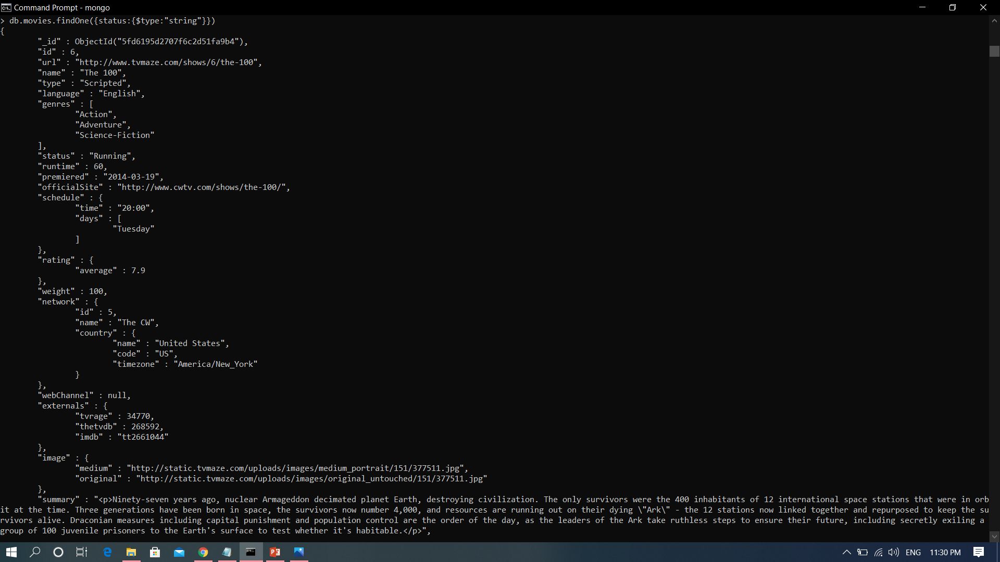 Command Prompt - mongo
> db.movies.findOne({status:{$type:"string"}})
{
        "_id" : ObjectId("5fd6195d2707f6c2d51fa9b4"),
        "id" : 6,
        "url" : "http://www.tvmaze.com/shows/6/the-100",
        "name" : "The 100",
        "type" : "Scripted",
        "language" : "English",
        "genres" : [
                "Action",
                "Adventure",
                "Science-Fiction"
        ],
        "status" : "Running",
        "runtime" : 60,
        "premiered" : "2014-03-19",
        "officialSite" : "http://www.cwtv.com/shows/the-100/",
        "schedule" : {
                "time" : "20:00",
                "days" : [
                        "Tuesday"
                ]
        },
        "rating" : {
                "average" : 7.9
        },
        "weight" : 100,
        "network" : {
                "id" : 5,
                "name" : "The CW",
                "country" : {
                        "name" : "United States",
                        "code" : "US",
                        "timezone" : "America/New_York"
                }
        },
        "webChannel" : null,
        "externals" : {
                "tvrage" : 34770,
                "thetvdb" : 268592,
                "imdb" : "tt2661044"
        },
        "image" : {
                "medium" : "http://static.tvmaze.com/uploads/images/medium_portrait/151/377511.jpg",
                "original" : "http://static.tvmaze.com/uploads/images/original_untouched/151/377511.jpg"
        },
        "summary" : "<p>Ninety-seven years ago, nuclear Armageddon decimated planet Earth, destroying civilization. The only survivors were the 400 inhabitants of 12 international space stations that were in orb
it at the time. Three generations have been born in space, the survivors now number 4,000, and resources are running out on their dying \"Ark\" - the 12 stations now linked together and repurposed to keep the su
rvivors alive. Draconian measures including capital punishment and population control are the order of the day, as the leaders of the Ark take ruthless steps to ensure their future, including secretly exiling a
group of 100 juvenile prisoners to the Earth's surface to test whether it's habitable.</p>",
ENG 11:30 PM